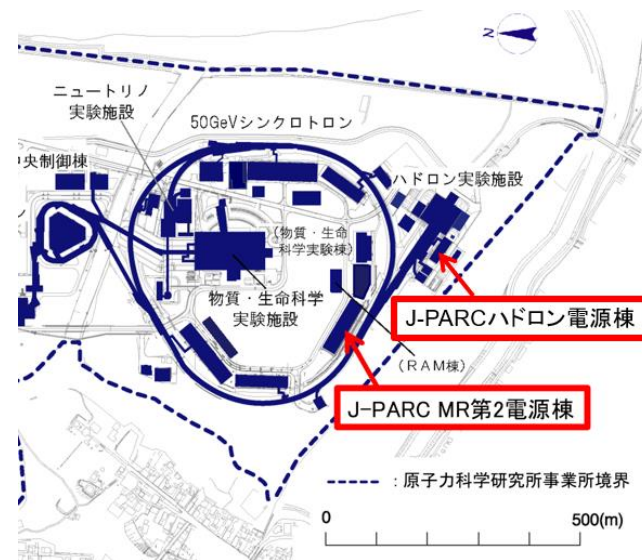 N
ニュートリノ
実験施設
50GeVシンクロトロン
中央制御棟
ハドロン実験施設
ン
(物質・生命
科学実験棟)
物質・生命科学
実験施設
J-PARCハドロン電源棟
(RAM棟)
J-PARC MR第2電源棟
: 原子力科学研究所事業所境界
0
500(m)